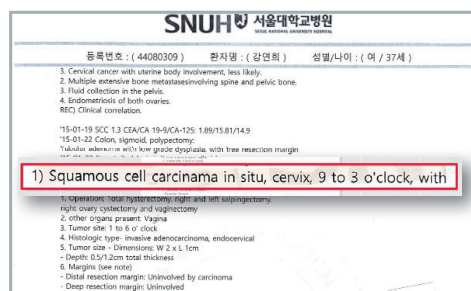 SNUH 서울대학교병원
SEOUL NATIONAL UNIVERSITY HOSPITAL
등록번호 : ( 44080309 ) 환자명 : ( 강연희 ) 성별/나이 : ( 여 / 37세 )
3. Cervical cancer with uterine body involvement, less likely.
2. Multiple extensive bone metastasesinvolving spine and pelvic bone.
3. Fluid collection in the pelvis.
4. Endometriosis of both ovaries.
REC) Clinical correlation.
'15-01-19 SCC 1.3 CEA/CA 19-9/CA-125: 1.89/15.81/14.9
'15-01-22 Colon, sigmoid, polypectomy:
Tubular adenoma with low grade dysplasia, with free resection margin
1) Squamous cell carcinama in situ, cervix, 9 to 3 o'clock, with
1. Operation: Total hysterectomy, right and left salpingectomy,
right ovary cystectomy and vaginectomy
2. other organs present: Vagina
3. Tumor site: 1 to 6 o' clock
4. Histologic type- invasive adenocarcinoma, endocervical
5. Tumor size - Dimensions: W 2 x L 1cm
- Depth: 0.5/1.2cm total thickness
6. Margins (see note)
- Distal resection margin: Uninvolved by carcinoma
- Deep resection margin: Uninvolved